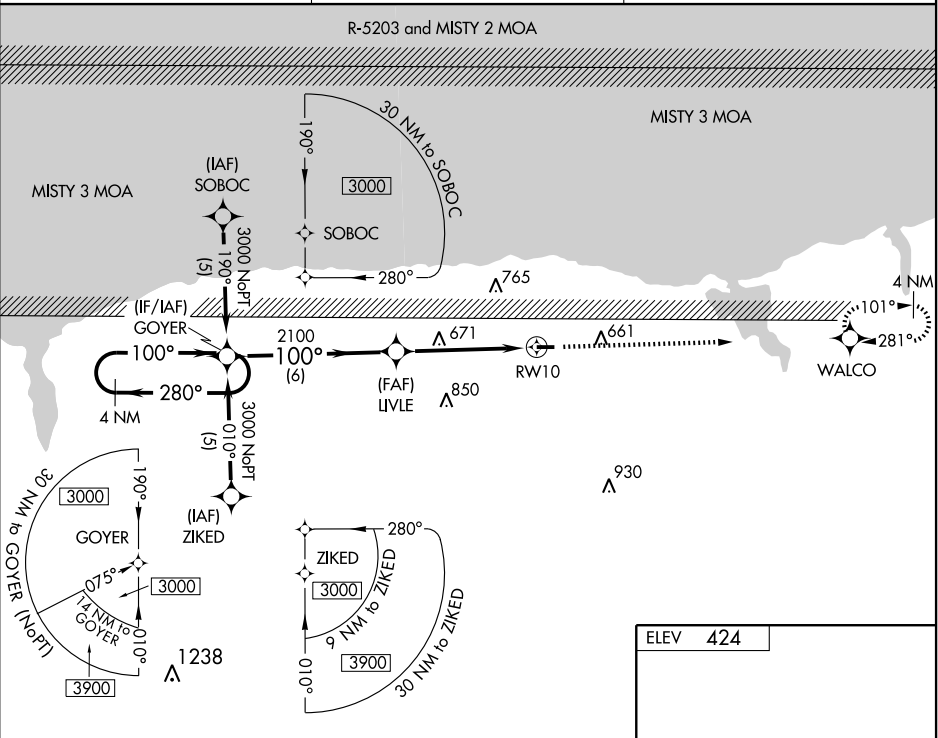 R-5203 and MISTY 2 MOA
MISTY 3 MOA
MISTY 3 MOA
(IAF)
SOBOC
3000 NoPT
190°
(5)
30 NM to SOBOC
190°
3000
SOBOC
280°
765
4 NM
101°
281°
WALCO
(IF/IAF)
GOYER
100°
280°
4 NM
2100
100°
(6)
(FAF)
LIVLE
671
850
661
RW10
930
3000 NoPT
010°
(5)
(IAF)
ZIKED
30 NM to GOYER (NoPT)
3000
190°
GOYER
075°
3000
14 NM to
GOYER
010°
3900
1238
280°
ZIKED
3000
9 NM to ZIKED
3900
30 NM to ZIKED
010°
ELEV 424